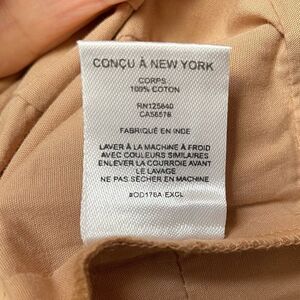 CONÇU À NEW YORK
CORPS :
100% COTON
RN125640
CA56576
FABRIQUÉ EN INDE
LAVER À LA MACHINE À FROID
AVEC COULEURS SIMILAIRES
ENLEVER LA COURROIE AVANT
LE LAVAGE
NE PAS SÉCHER EN MACHINE
#OD176A-EXCL